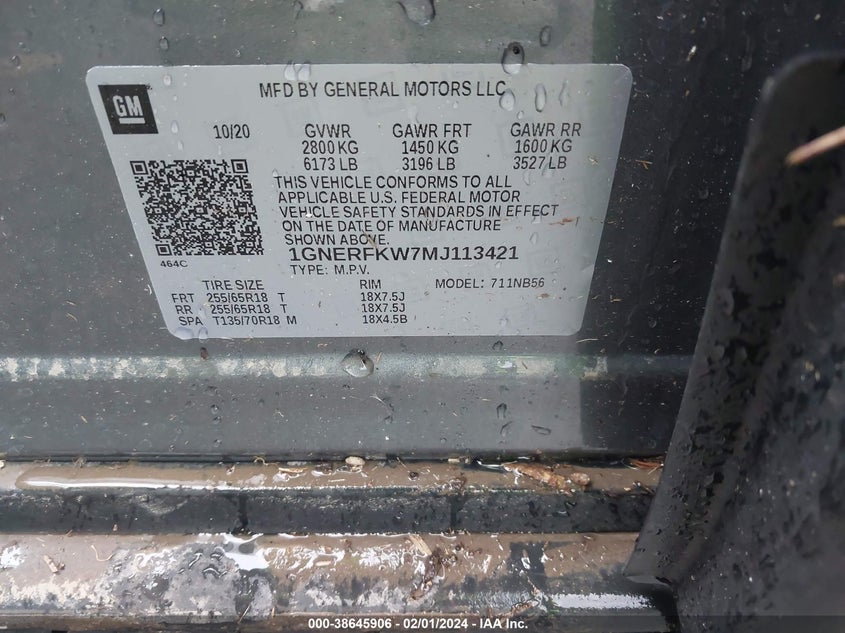 GM
MFD BY GENERAL MOTORS LLC
10/20 GVWR GAWR FRT GAWR RR
2800 KG 1450 KG 1600 KG
6173 LB 3196 LB 3527 LB
THIS VEHICLE CONFORMS TO ALL
APPLICABLE U.S. FEDERAL MOTOR
VEHICLE SAFETY STANDARDS IN EFFECT
ON THE DATE OF MANUFACTURE
SHOWN ABOVE.
464C
1GNERFKW7MJ113421
TYPE: M.P.V. MODEL: 711NB56
TIRE SIZE RIM
FRT 255/65R18 T 18X7.5J
RR 255/65R18 T 18X7.5J
SPA T135/70R18 M 18X4.5B
000-38645906 - 02/01/2024 - IAA Inc.